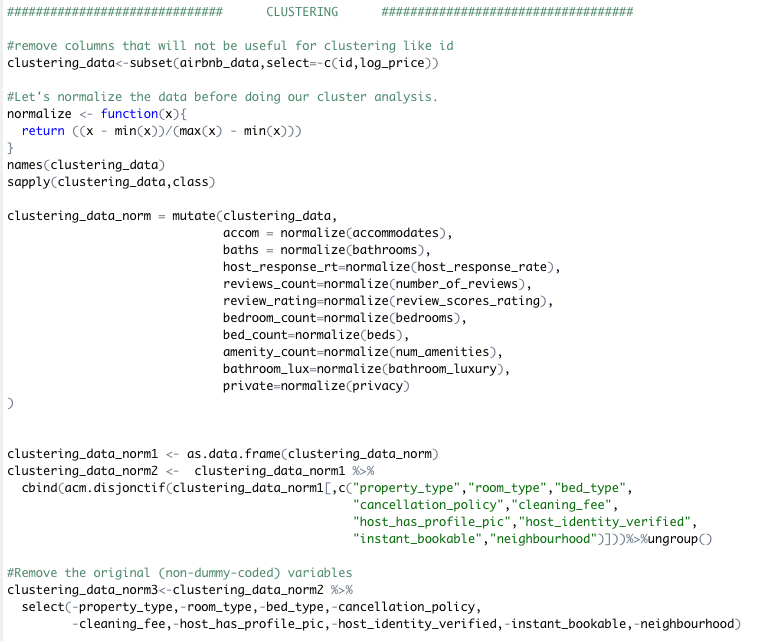 ##############################      CLUSTERING      ###################################
#remove columns that will not be useful for clustering like id
clustering_data<-subset(airbnb_data,select=-c(id,log_price))
#Let's normalize the data before doing our cluster analysis.
normalize <- function(x){
  return ((x - min(x))/(max(x) - min(x)))
}
names(clustering_data)
sapply(clustering_data,class)
clustering_data_norm = mutate(clustering_data,
                              accom = normalize(accommodates),
                              baths = normalize(bathrooms),
                              host_response_rt=normalize(host_response_rate),
                              reviews_count=normalize(number_of_reviews),
                              review_rating=normalize(review_scores_rating),
                              bedroom_count=normalize(bedrooms),
                              bed_count=normalize(beds),
                              amenity_count=normalize(num_amenities),
                              bathroom_lux=normalize(bathroom_luxury),
                              private=normalize(privacy)
)
clustering_data_norm1 <- as.data.frame(clustering_data_norm)
clustering_data_norm2 <-  clustering_data_norm1 %>%
  cbind(acm.disjonctif(clustering_data_norm1[,c("property_type","room_type","bed_type",
                                                "cancellation_policy","cleaning_fee",
                                                "host_has_profile_pic","host_identity_verified",
                                                "instant_bookable","neighbourhood")]))%>%ungroup()
#Remove the original (non-dummy-coded) variables
clustering_data_norm3<-clustering_data_norm2 %>%
  select(-property_type,-room_type,-bed_type,-cancellation_policy,
         -cleaning_fee,-host_has_profile_pic,-host_identity_verified,-instant_bookable,-neighbourhood)